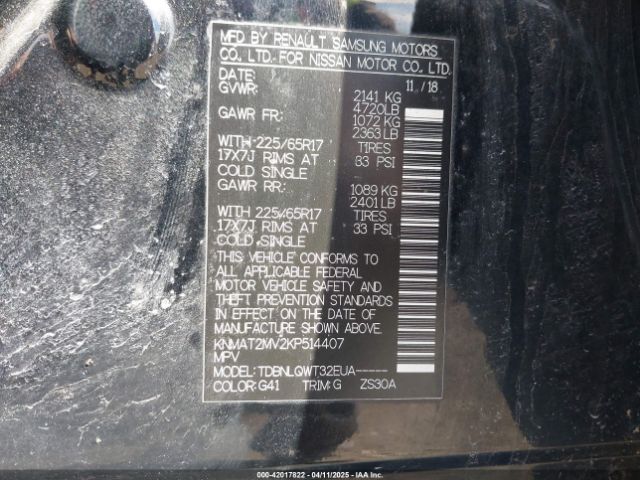 MFD BY RENAULT SAMSUNG MOTORS
CO. LTD. FOR NISSAN MOTOR CO. LTD.
DATE: 11 / 18
GVWR: 2141 KG
4720LB
GAWR FR: 1072 KG
2363 LB
WITH 225/65R17 TIRES
17X7J RIMS AT 33 PSI
COLD SINGLE
GAWR RR: 1089 KG
2401 LB
WITH 225/65R17 TIRES
17X7J RIMS AT 33 PSI
COLD SINGLE
THIS VEHICLE CONFORMS TO
ALL APPLICABLE FEDERAL
MOTOR VEHICLE SAFETY AND
THEFT PREVENTION STANDARDS
IN EFFECT ON THE DATE OF
MANUFACTURE SHOWN ABOVE.
KNMAT2MV2KP514407
MPV
MODEL: TDBNLQWT32EUA------
COLOR: G41 TRIM: G ZS30A
000-42017822 - 04/11/2025 - IAA Inc.